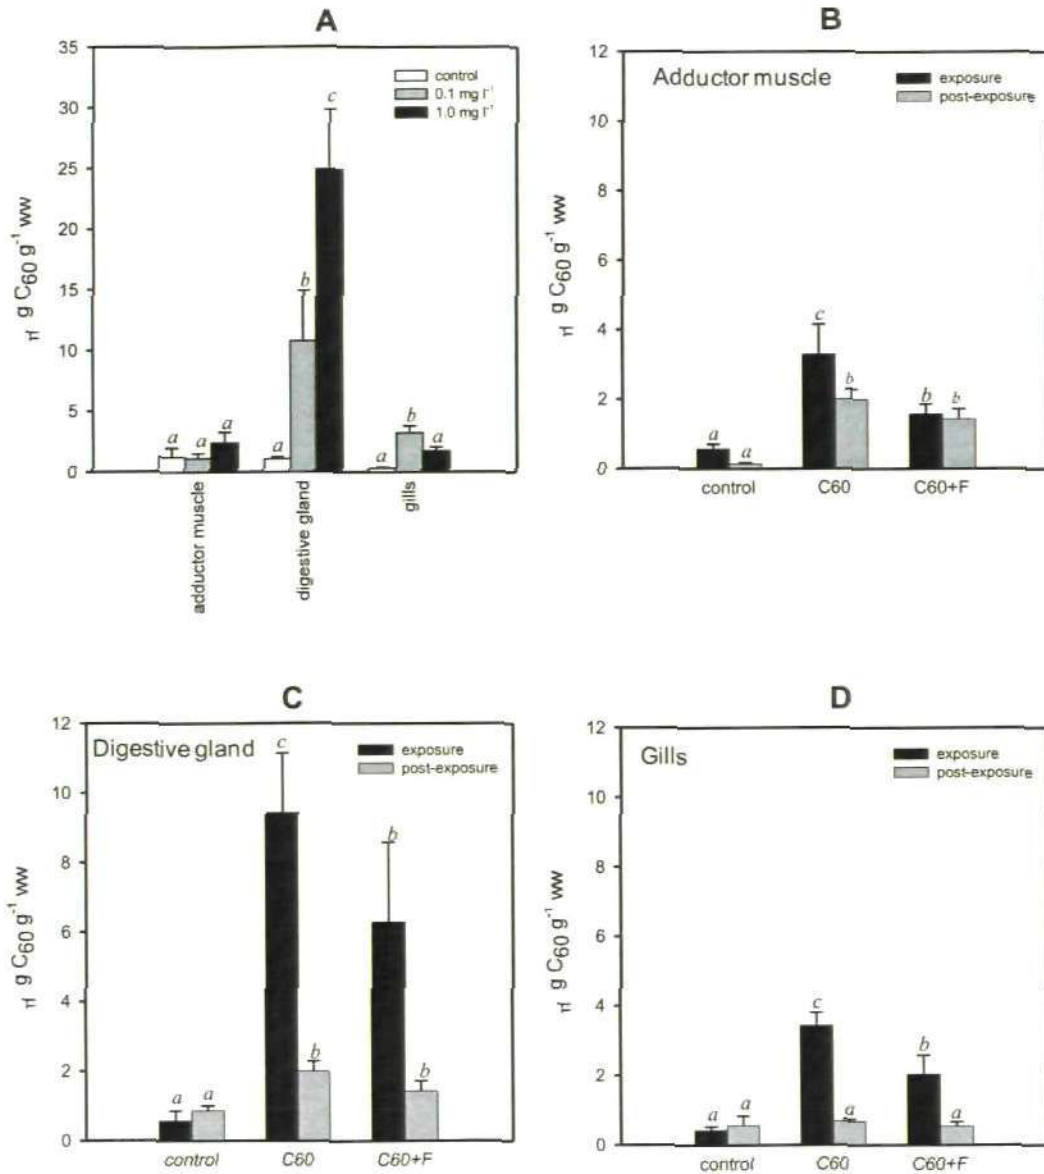 A
35
30
25
20
15
10
5
0
g C60 g-1 ww
control
0.1 mg l-1
1.0 mg l-1
a a a
a b c
a b a
adductor muscle
digestive gland
gills
B
12
10
8
6
4
2
0
Adductor muscle
exposure
post-exposure
a a c b b b
control C60 C60+F
C
12
10
8
6
4
2
0
g C60 g-1 ww
Digestive gland
exposure
post-exposure
a a c b b b
control C60 C60+F
D
12
10
8
6
4
2
0
g C60 g-1 ww
Gills
exposure
post-exposure
a a c a b a
control C60 C60+F
g C60 g-1 ww